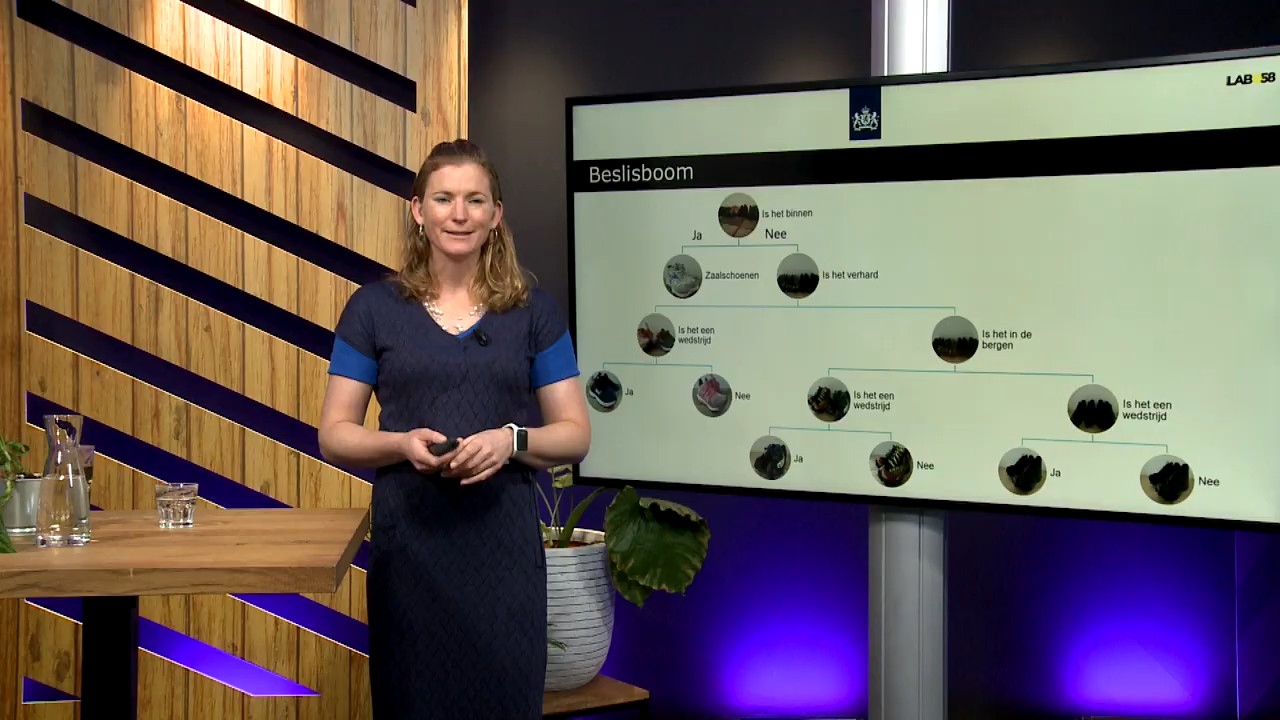 LAB 58
Beslisboom
Is het binnen
Ja
Nee
Zaalschoenen
Is het verhard
Is het een
wedstrijd
Is het in de
bergen
Ja
Nee
Is het een
wedstrijd
Is het een
wedstrijd
Ja
Nee
Ja
Nee